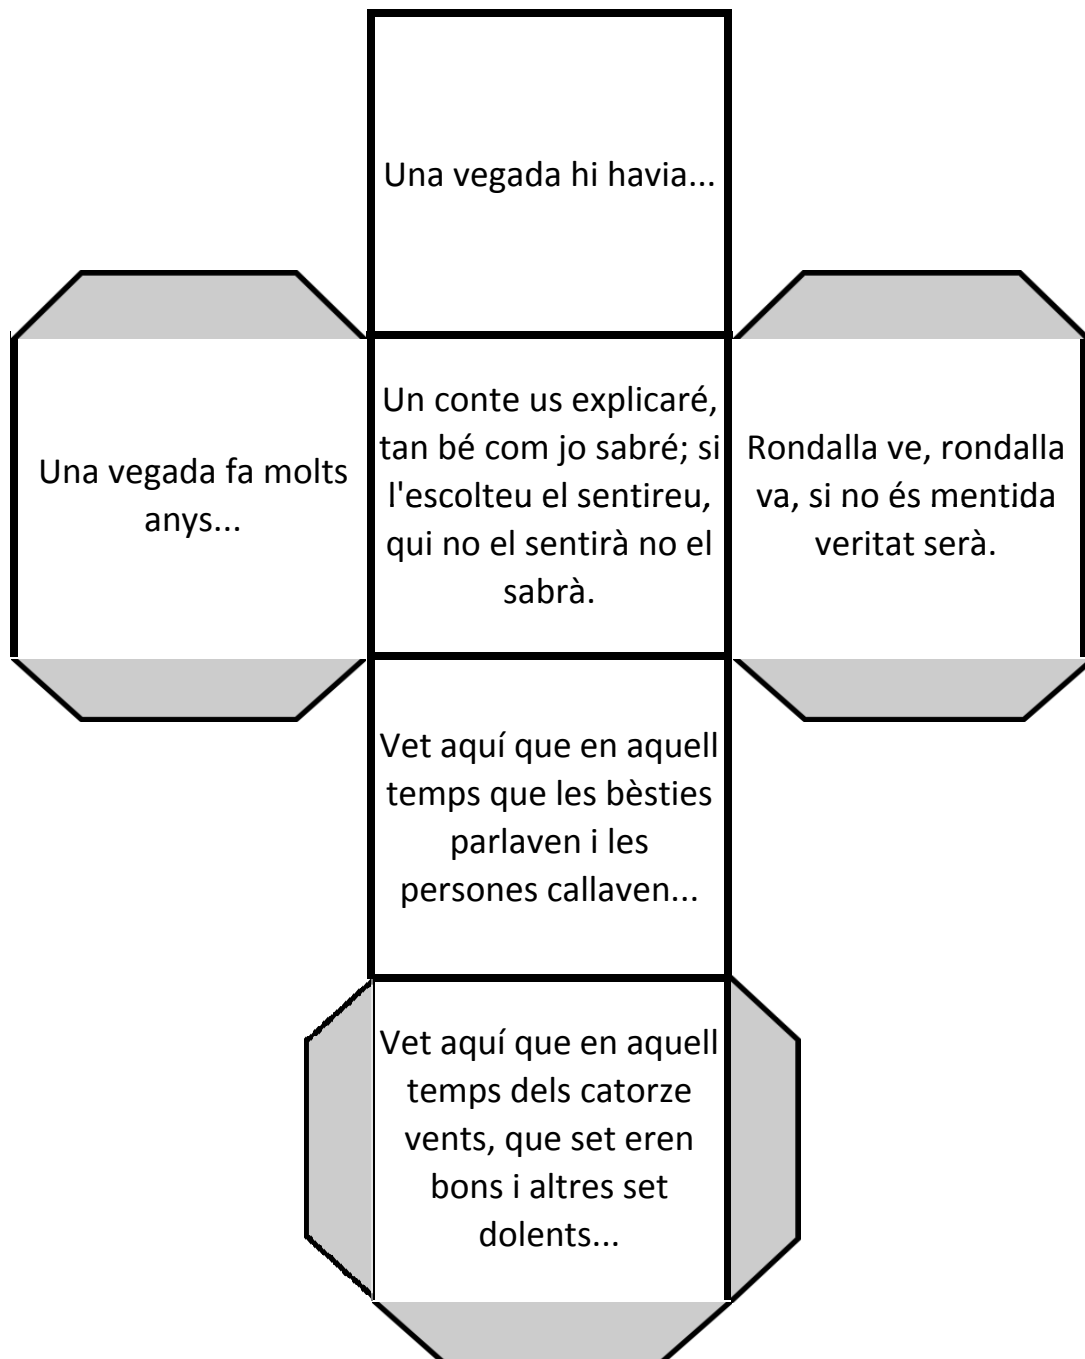 Una vegada hi havia...
Una vegada fa molts
anys...
Un conte us explicaré,
tan bé com jo sabré; si
l'escolteu el sentireu,
qui no el sentirà no el
sabrà.
Rondalla ve, rondalla
va, si no és mentida
veritat serà.
Vet aquí que en aquell
temps que les bèsties
parlaven i les
persones callaven...
Vet aquí que en aquell
temps dels catorze
vents, que set eren
bons i altres set
dolents...